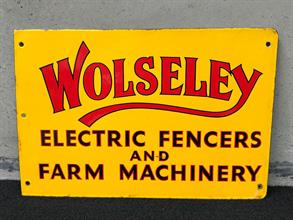 WOLSELEY
ELECTRIC FENCERS
AND
FARM MACHINERY